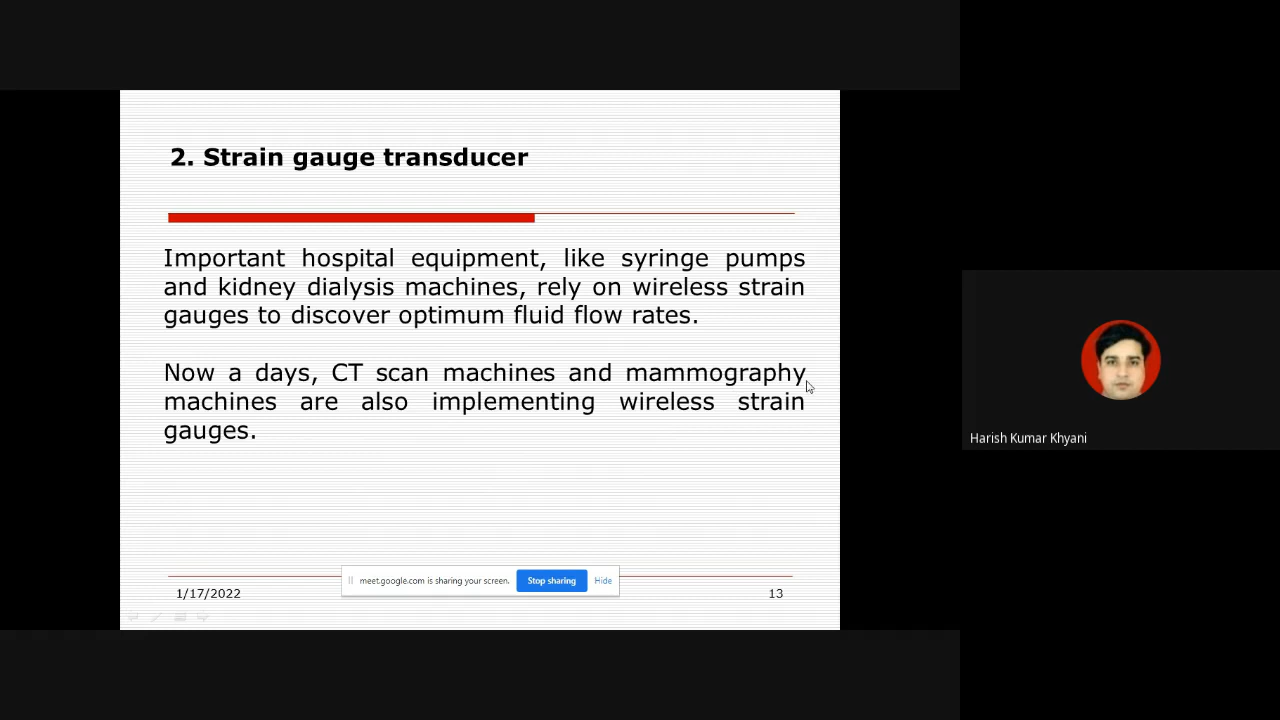 2. Strain gauge transducer
Important hospital equipment, like syringe pumps
and kidney dialysis machines, rely on wireless strain
gauges to discover optimum fluid flow rates.
Now a days, CT scan machines and mammography
machines are also implementing wireless strain
gauges.
meet.google.com is sharing your screen. Stop sharing Hide
1/17/2022 13
Harish Kumar Khyani